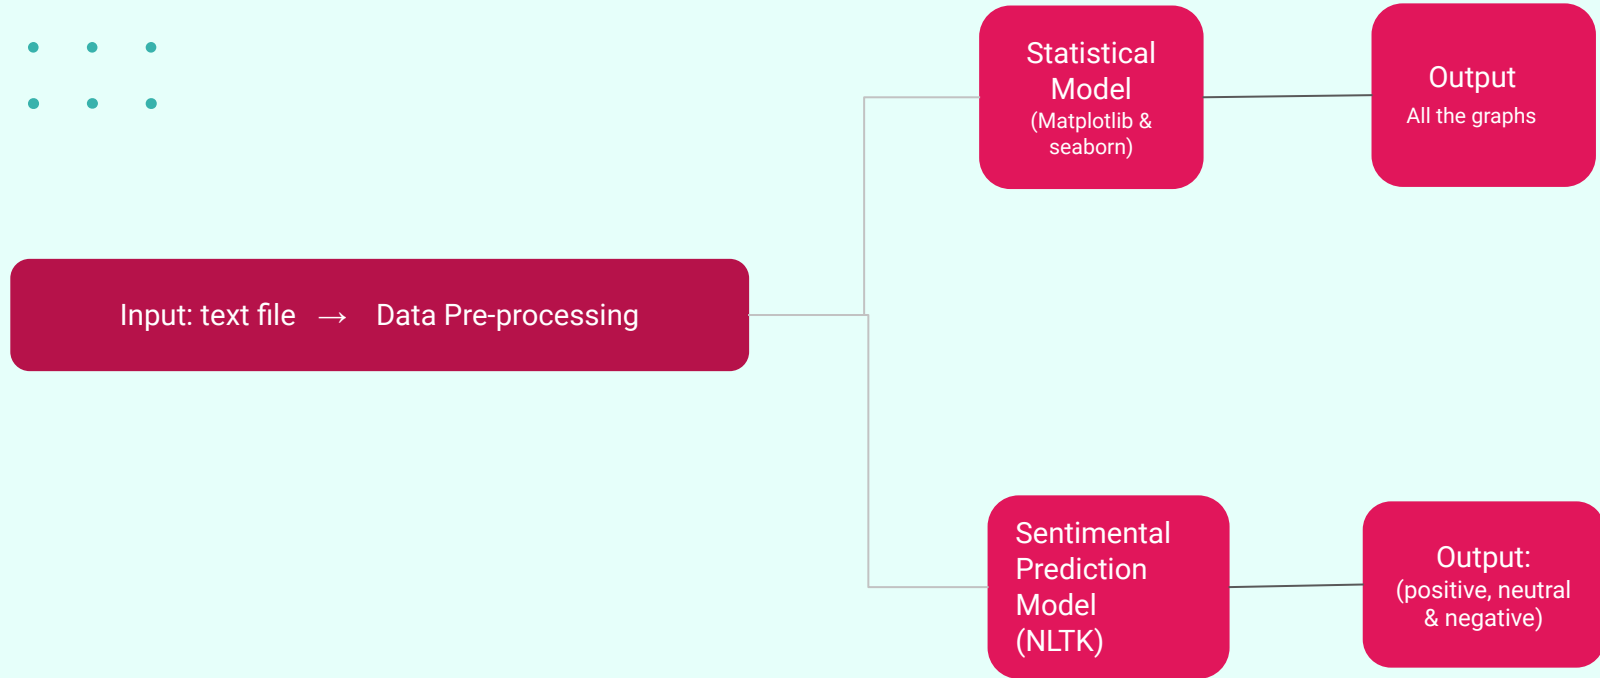 Statistical
Model
(Matplotlib &
seaborn)
Output
All the graphs
Input: text file → Data Pre-processing
Sentimental
Prediction
Model
(NLTK)
Output:
(positive, neutral
& negative)